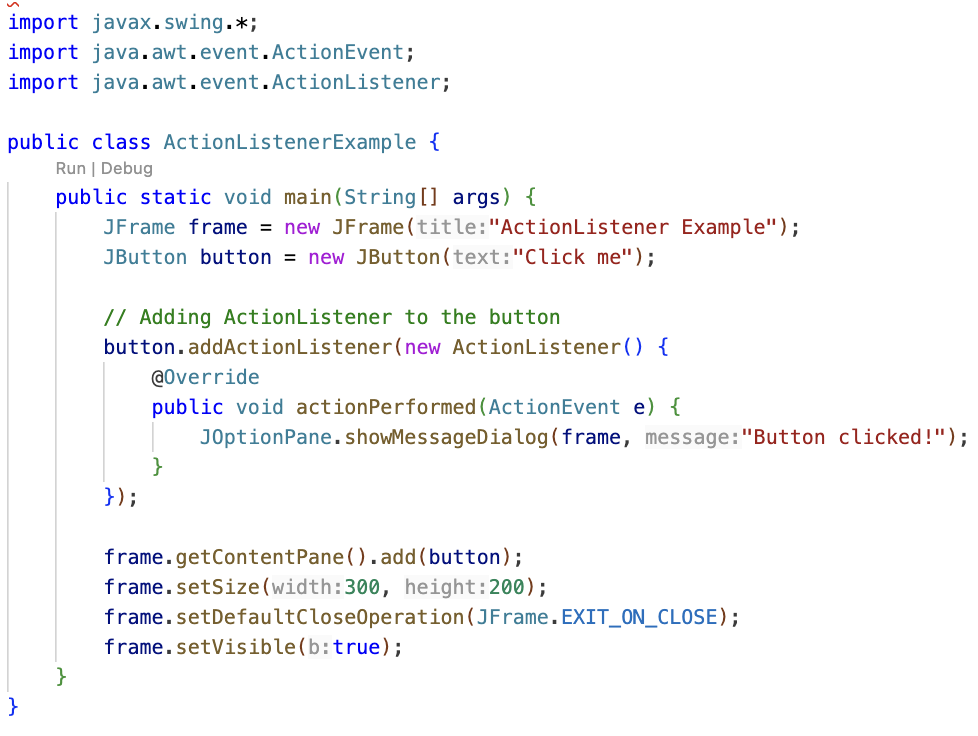 import javax.swing.*;
import java.awt.event.ActionEvent;
import java.awt.event.ActionListener;

public class ActionListenerExample {
    Run | Debug
    public static void main(String[] args) {
        JFrame frame = new JFrame(title:"ActionListener Example");
        JButton button = new JButton(text:"Click me");

        // Adding ActionListener to the button
        button.addActionListener(new ActionListener() {
            @Override
            public void actionPerformed(ActionEvent e) {
                JOptionPane.showMessageDialog(frame, message:"Button clicked!");
            }
        });

        frame.getContentPane().add(button);
        frame.setSize(width:300, height:200);
        frame.setDefaultCloseOperation(JFrame.EXIT_ON_CLOSE);
        frame.setVisible(b:true);
    }
}